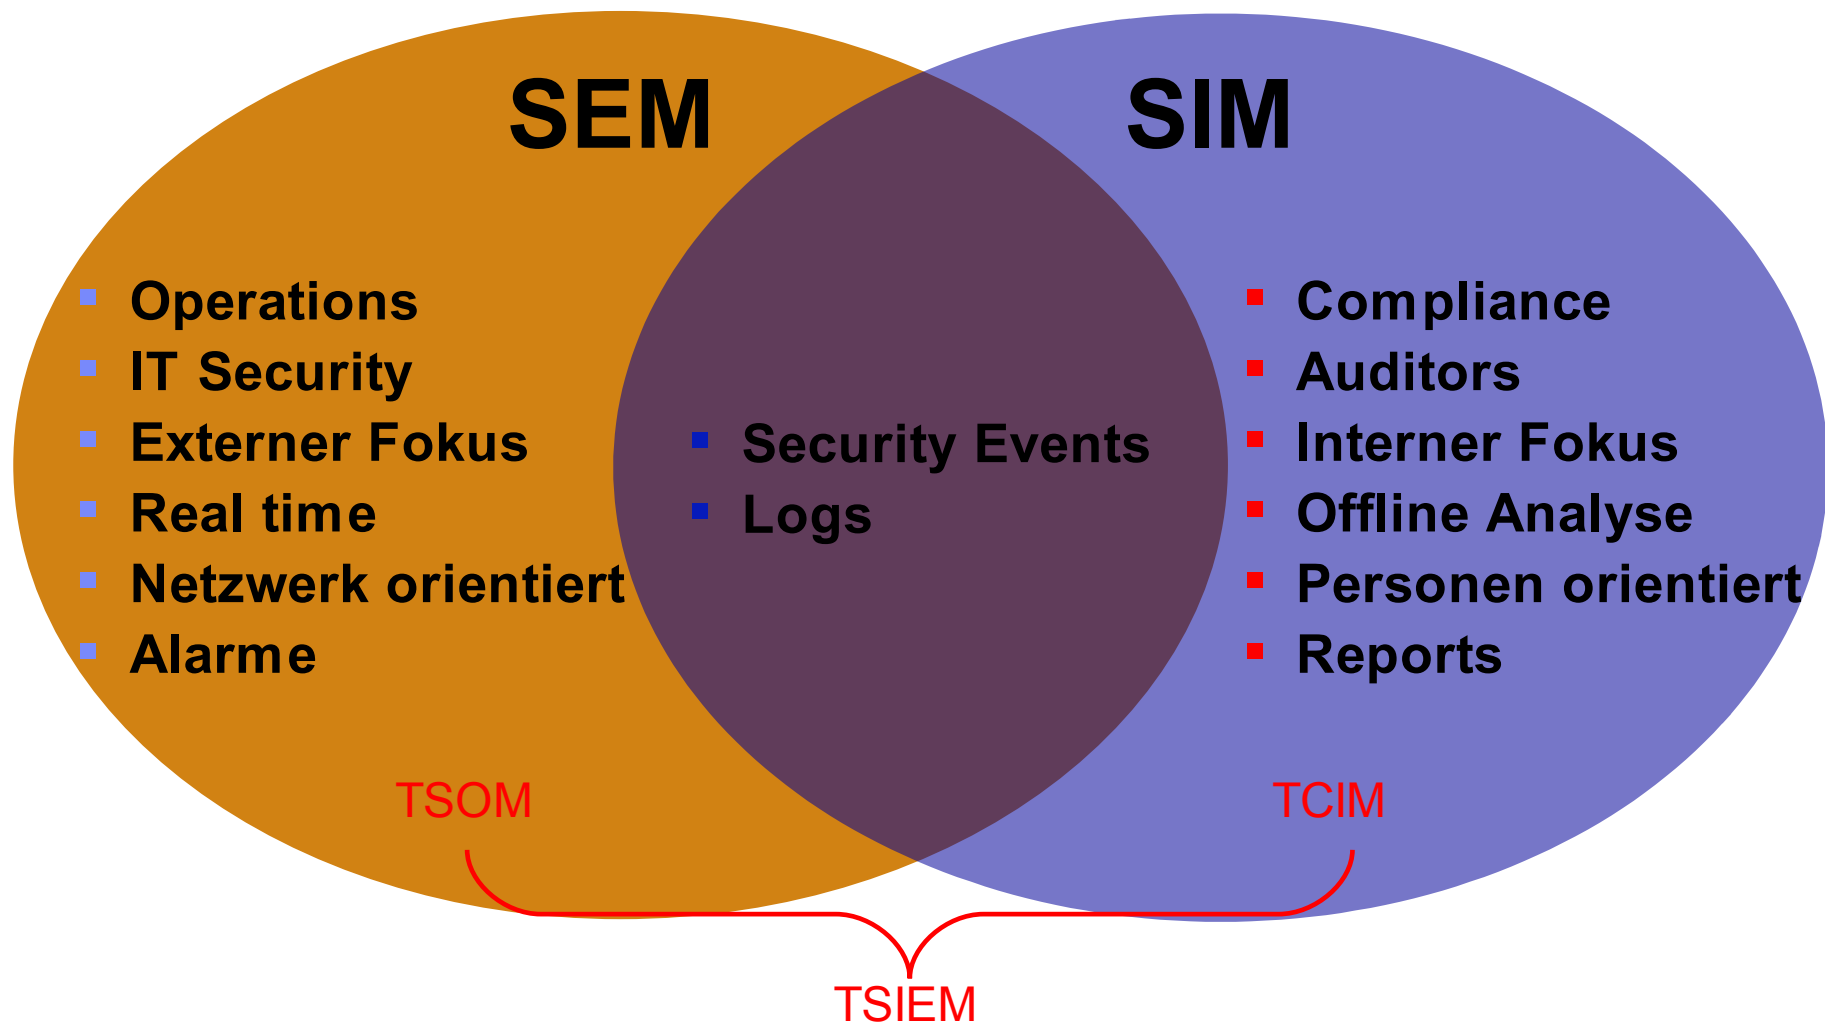 SEM
SIM
Operations
IT Security
Externer Fokus
Real time
Netzwerk orientiert
Alarme
Security Events
Logs
Compliance
Auditors
Interner Fokus
Offline Analyse
Personen orientiert
Reports
TSOM
TCIM
TSIEM